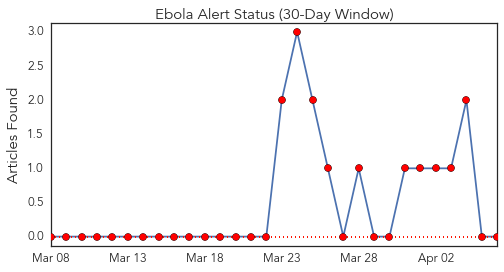 Ebola Alert Status (30-Day Window)
Articles Found
3.0
2.5
2.0
1.5
1.0
0.5
0.0
Mar 08 Mar 13 Mar 18 Mar 23 Mar 28 Apr 02